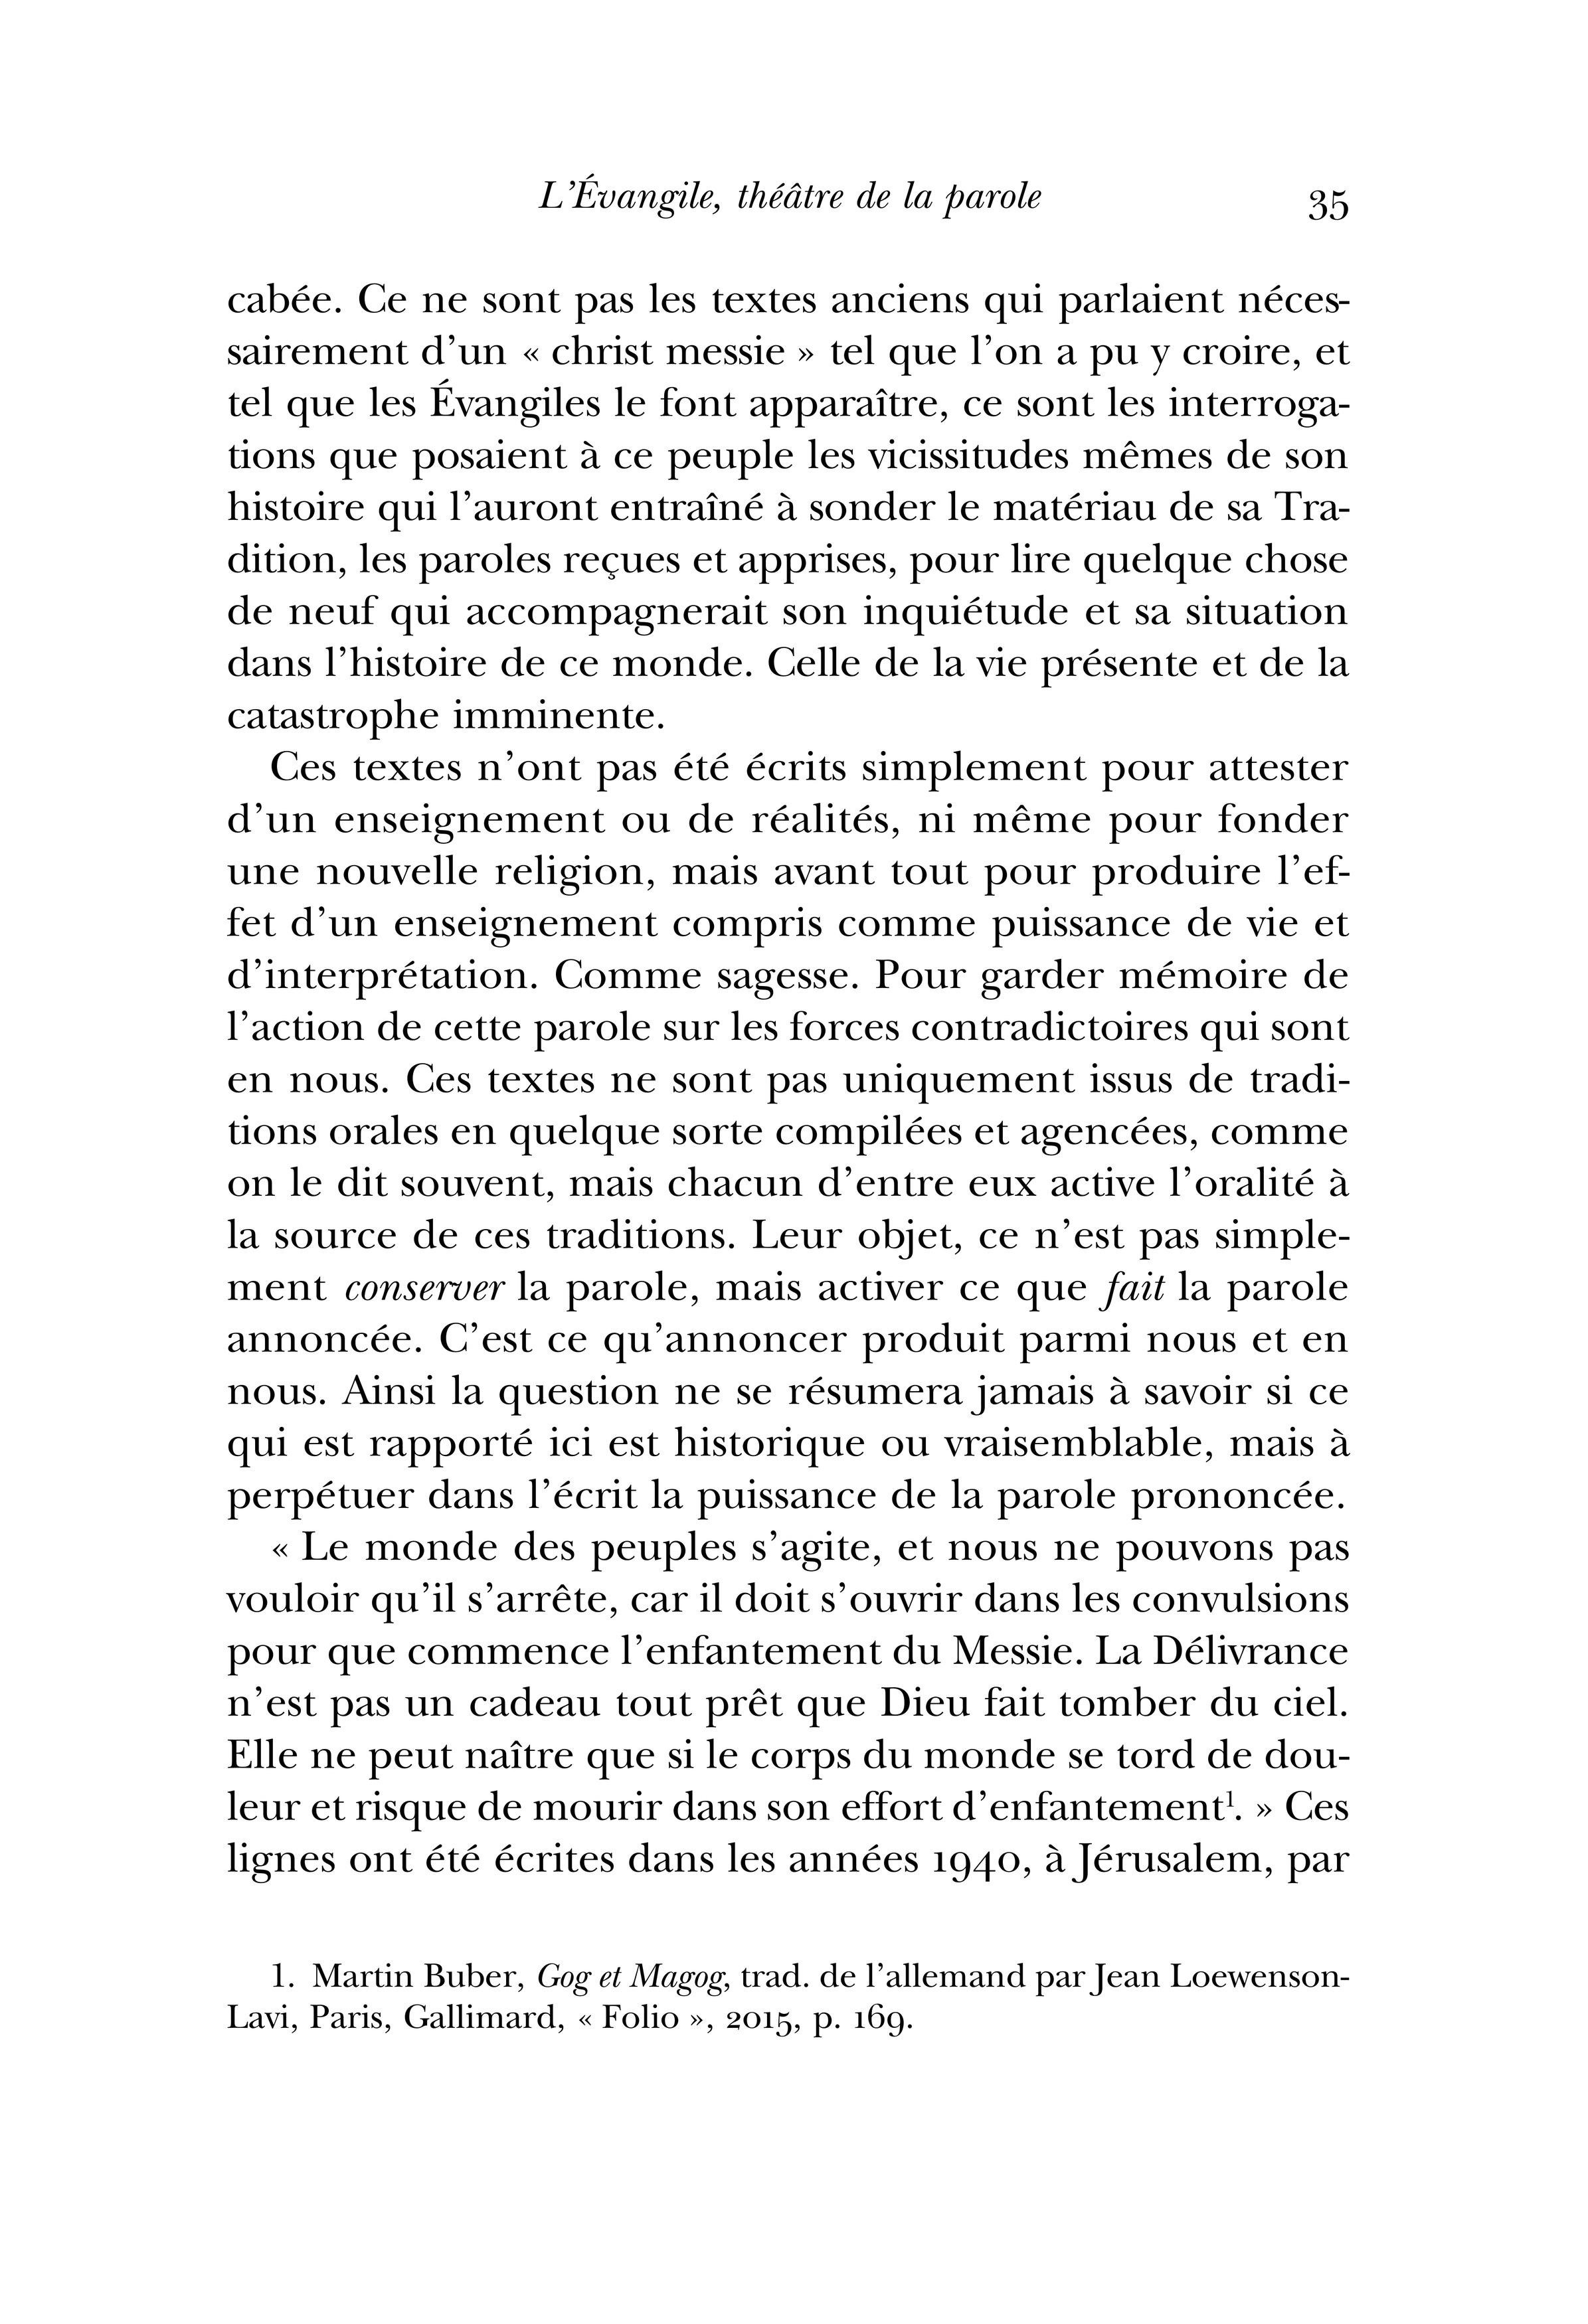 L’Évangile, théâtre de la parole 35
cabée. Ce ne sont pas les textes anciens qui parlaient néces-
sairement d’un « christ messie » tel que l’on a pu y croire, et
tel que les Évangiles le font apparaître, ce sont les interroga-
tions que posaient à ce peuple les vicissitudes mêmes de son
histoire qui l’auront entraîné à sonder le matériau de sa Tra-
dition, les paroles reçues et apprises, pour lire quelque chose
de neuf qui accompagnerait son inquiétude et sa situation
dans l’histoire de ce monde. Celle de la vie présente et de la
catastrophe imminente.
Ces textes n’ont pas été écrits simplement pour attester
d’un enseignement ou de réalités, ni même pour fonder
une nouvelle religion, mais avant tout pour produire l’ef-
fet d’un enseignement compris comme puissance de vie et
d’interprétation. Comme sagesse. Pour garder mémoire de
l’action de cette parole sur les forces contradictoires qui sont
en nous. Ces textes ne sont pas uniquement issus de tradi-
tions orales en quelque sorte compilées et agencées, comme
on le dit souvent, mais chacun d’entre eux active l’oralité à
la source de ces traditions. Leur objet, ce n’est pas simple-
ment conserver la parole, mais activer ce que fait la parole
annoncée. C’est ce qu’annoncer produit parmi nous et en
nous. Ainsi la question ne se résumera jamais à savoir si ce
qui est rapporté ici est historique ou vraisemblable, mais à
perpétuer dans l’écrit la puissance de la parole prononcée.
« Le monde des peuples s’agite, et nous ne pouvons pas
vouloir qu’il s’arrête, car il doit s’ouvrir dans les convulsions
pour que commence l’enfantement du Messie. La Délivrance
n’est pas un cadeau tout prêt que Dieu fait tomber du ciel.
Elle ne peut naître que si le corps du monde se tord de dou-
leur et risque de mourir dans son effort d’enfantement¹. » Ces
lignes ont été écrites dans les années 1940, à Jérusalem, par
1. Martin Buber, Gog et Magog, trad. de l’allemand par Jean Loewenson-
Lavi, Paris, Gallimard, « Folio », 2015, p. 169.